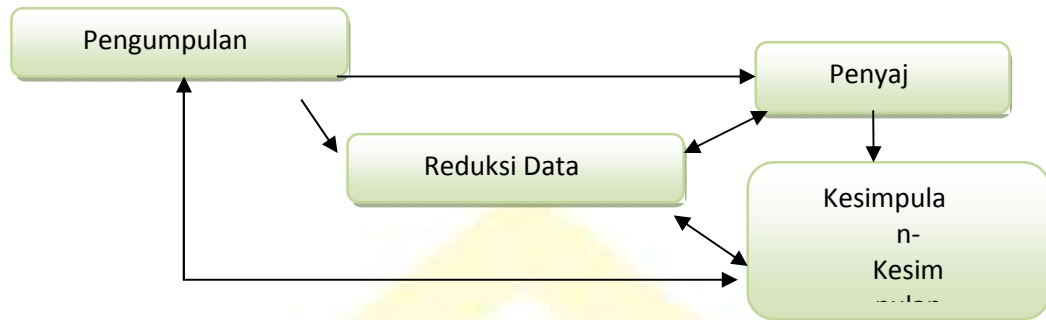 Pengumpulan
Penyaj
Reduksi Data
Kesimpula
n-
Kesim